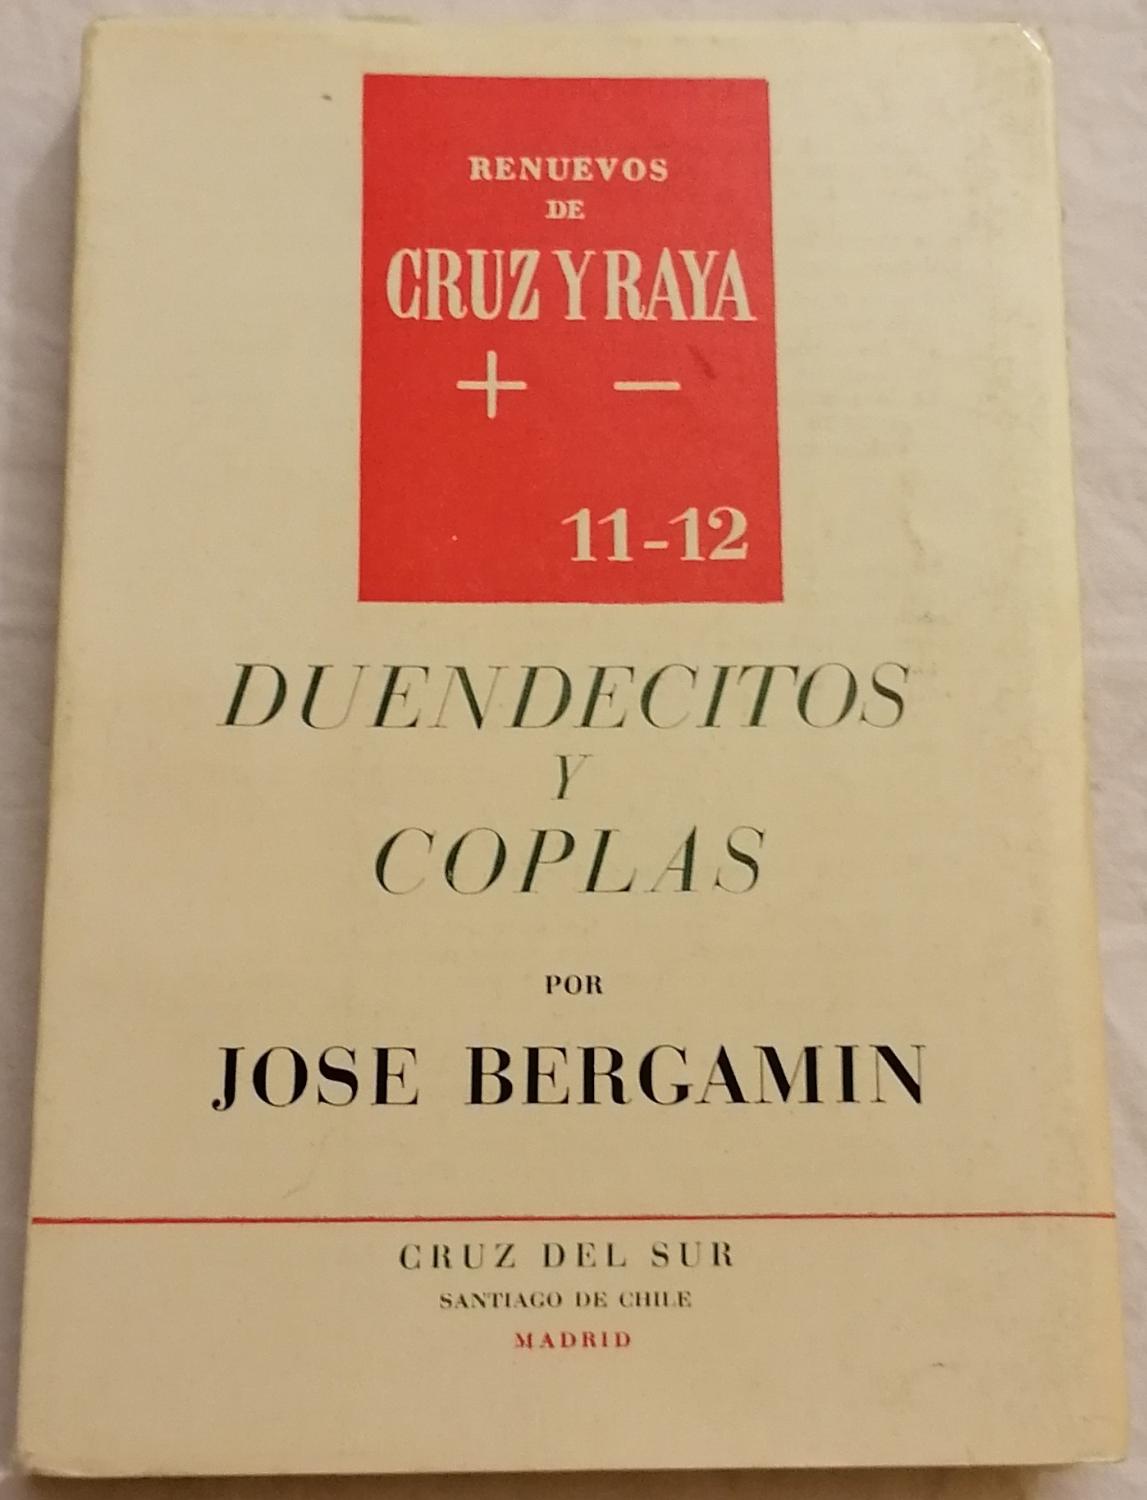 RENUEVOS
DE
CRUZ Y RAYA
+ −
11-12
DUENDECITOS
Y
COPLAS
POR
JOSE BERGAMIN
CRUZ DEL SUR
SANTIAGO DE CHILE
MADRID